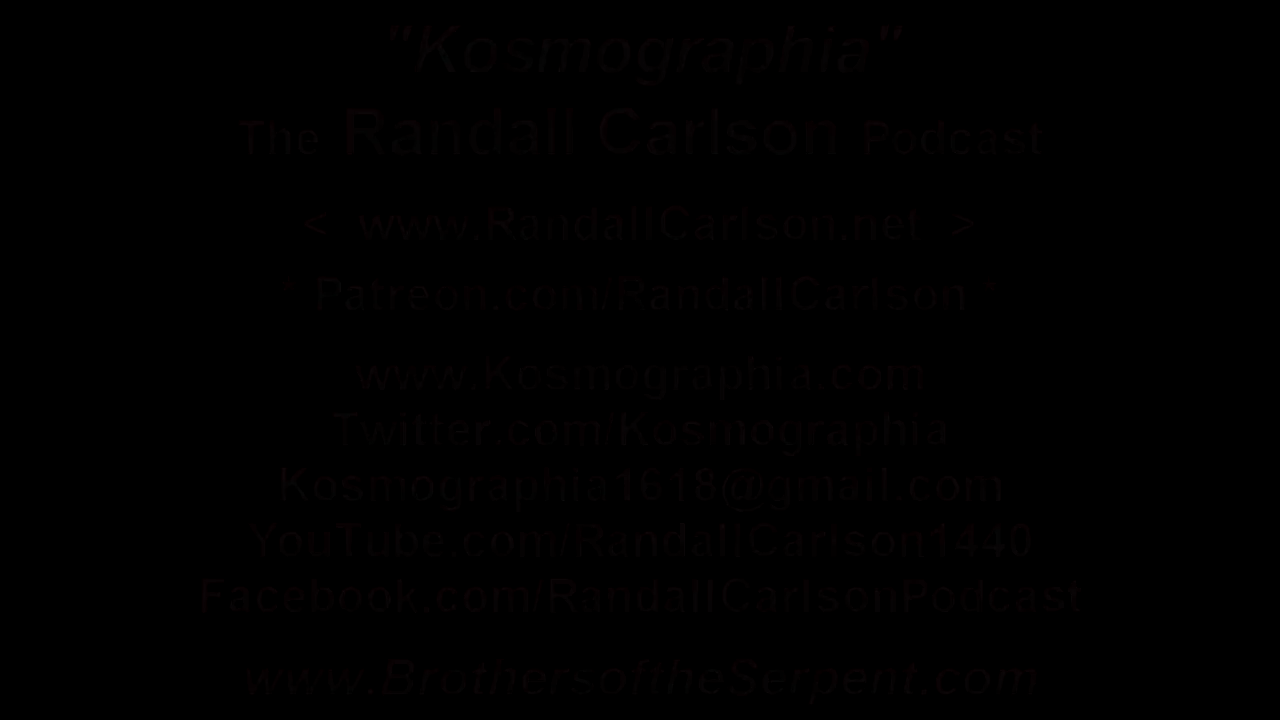 "Kosmographia"
The Randall Carlson Podcast
< www.RandallCarlson.net >
" Patreon.com/RandallCarlson "
www.Kosmographia.com
Twitter.com/Kosmographia
Kosmographia1618@gmail.com
YouTube.com/RandallCarlson1440
Facebook.com/RandallCarlsonPodcast
www.BrothersoftheSerpent.com